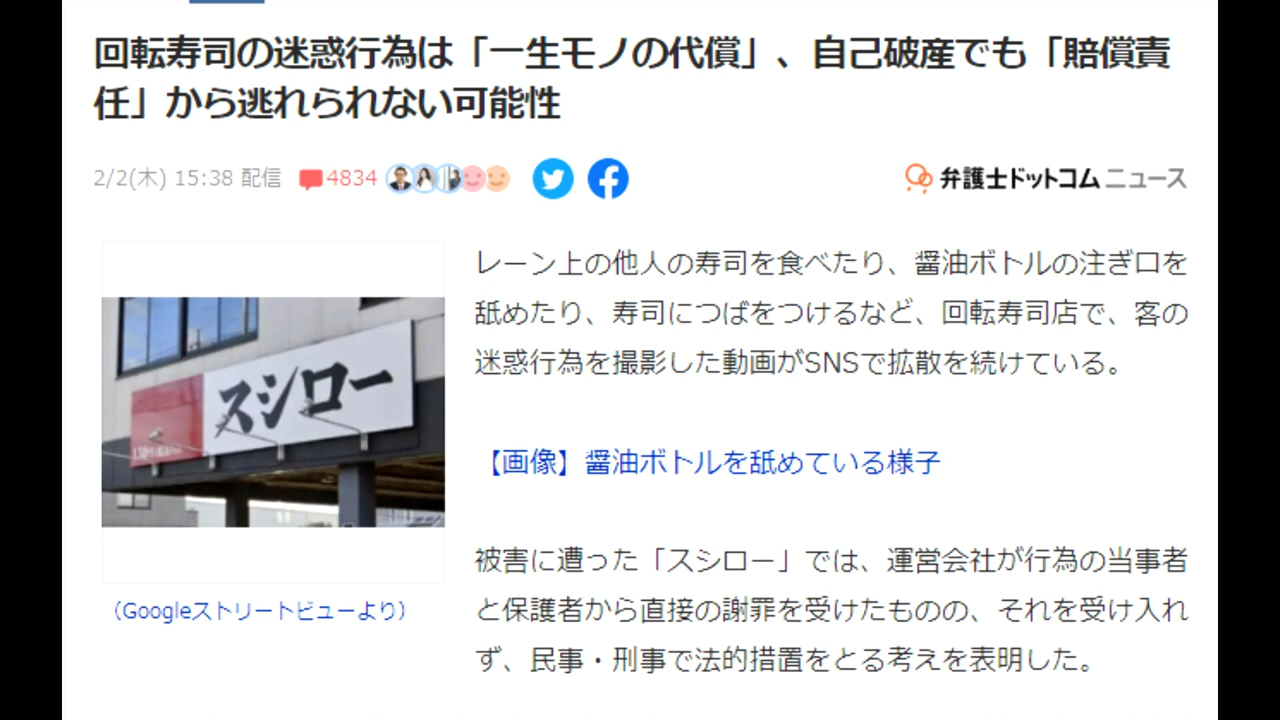 回転寿司の迷惑行為は「一生モノの代償」、自己破産でも「賠償責
任」から逃れられない可能性
2/2(木) 15:38 配信 4834
弁護士ドットコムニュース
レーン上の他人の寿司を食べたり、醤油ボトルの注ぎ口を
舐めたり、寿司につばをつけるなど、回転寿司店で、客の
迷惑行為を撮影した動画がSNSで拡散を続けている。
スシロー
【画像】醤油ボトルを舐めている様子
被害に遭った「スシロー」では、運営会社が行為の当事者
と保護者から直接の謝罪を受けたものの、それを受け入れ
ず、民事・刑事で法的措置をとる考えを表明した。
（Googleストリートビューより）